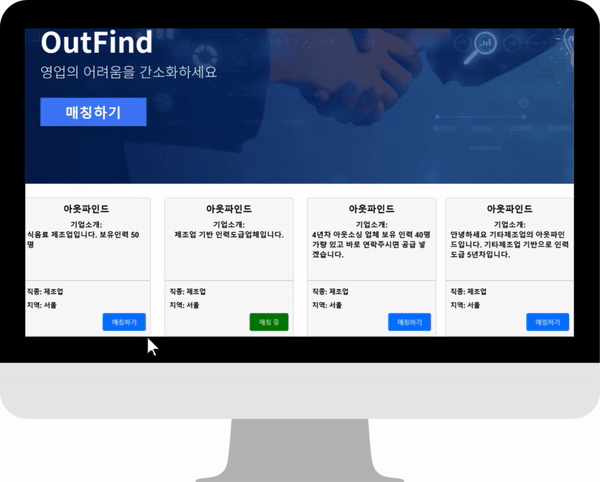 OutFind
영업의 어려움을 간소화하세요
매칭하기
아웃파인드
기업소개:
식음료 제조업입니다. 보유인력 50
명
직종: 제조업
지역: 서울
매칭하기
아웃파인드
기업소개:
제조업 기반 인력도급업체입니다.
직종: 제조업
지역: 서울
매칭 중
아웃파인드
기업소개:
4년차 아웃소싱 업체 보유 인력 40명
가량 있고 바로 연락주시면 공급 넣
겠습니다.
직종: 제조업
지역: 서울
매칭하기
아웃파인드
기업소개:
안녕하세요 기타제조업의 아웃파인
드입니다. 기타제조업 기반으로 인력
도급 5년차입니다.
직종: 제조업
지역: 서울
매칭하기